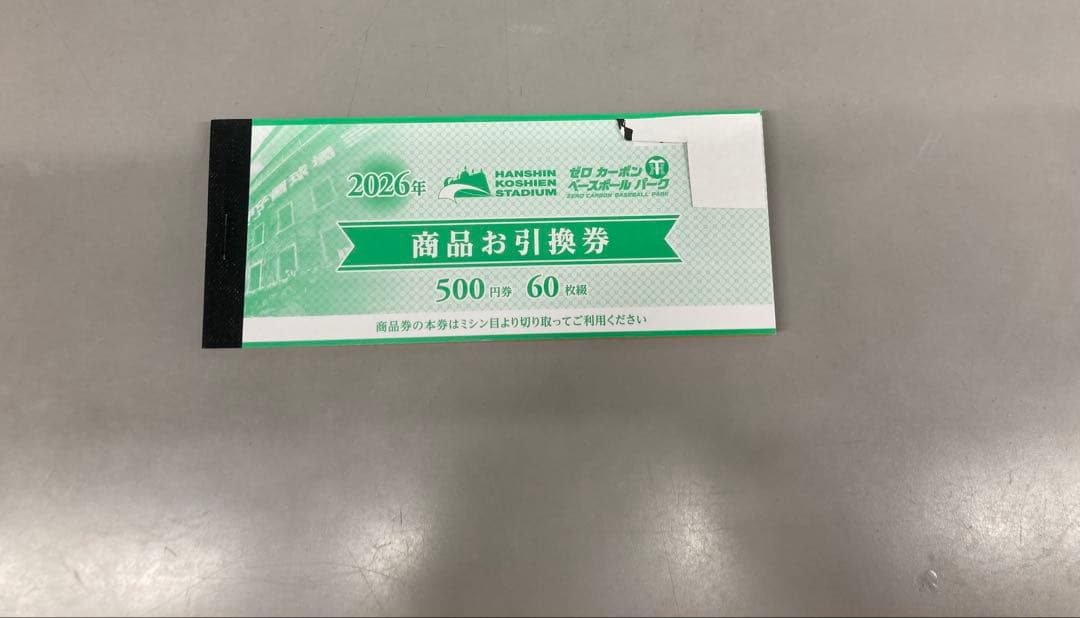 2026年
HANSHIN
KOSHIEN
STADIUM
ゼロ カーボン
ベースボール パーク
ZERO CARBON BASEBALL PARK
商品お引換券
500円券 60枚綴
商品券の本券はミシン目より切り取ってご利用ください